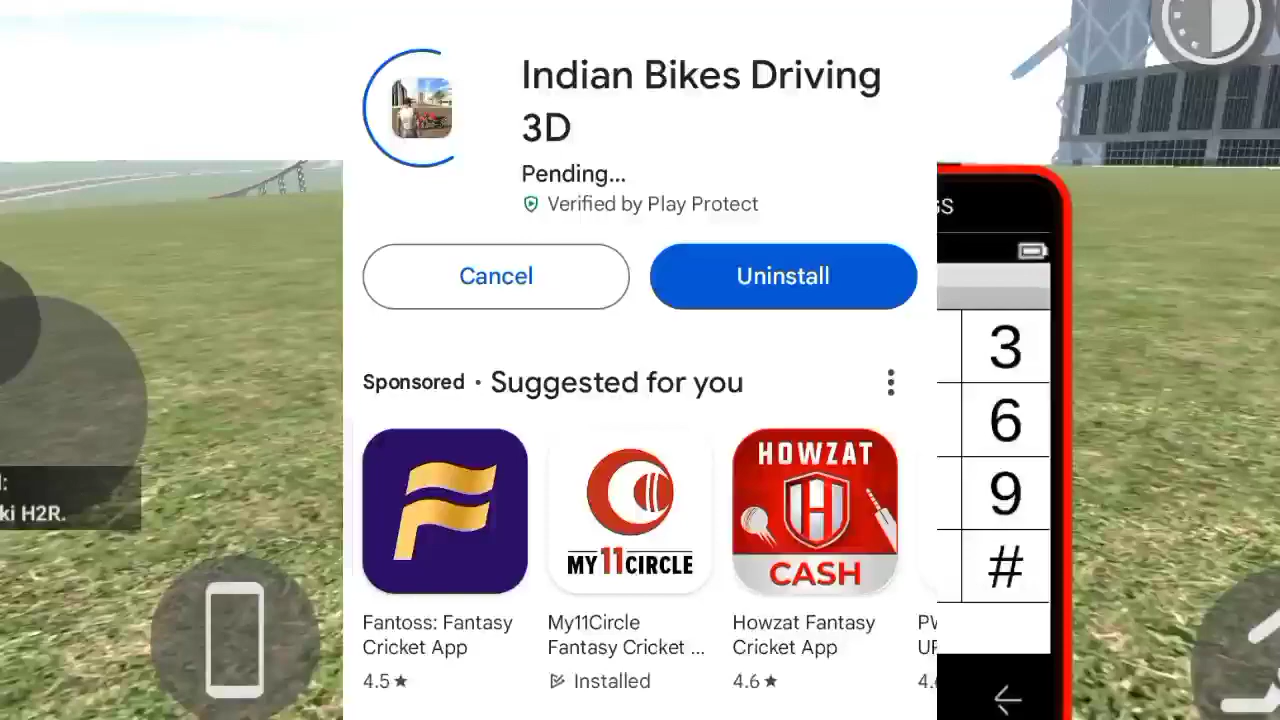 Indian Bikes Driving
3D
Pending...
Verified by Play Protect
Cancel
Uninstall
Sponsored · Suggested for you
HOWZAT
MY11CIRCLE
CASH
Fantoss: Fantasy
Cricket App
My11Circle
Fantasy Cricket ...
Howzat Fantasy
Cricket App
4.5★
Installed
4.6★
ki H2R.
3
6
9
#